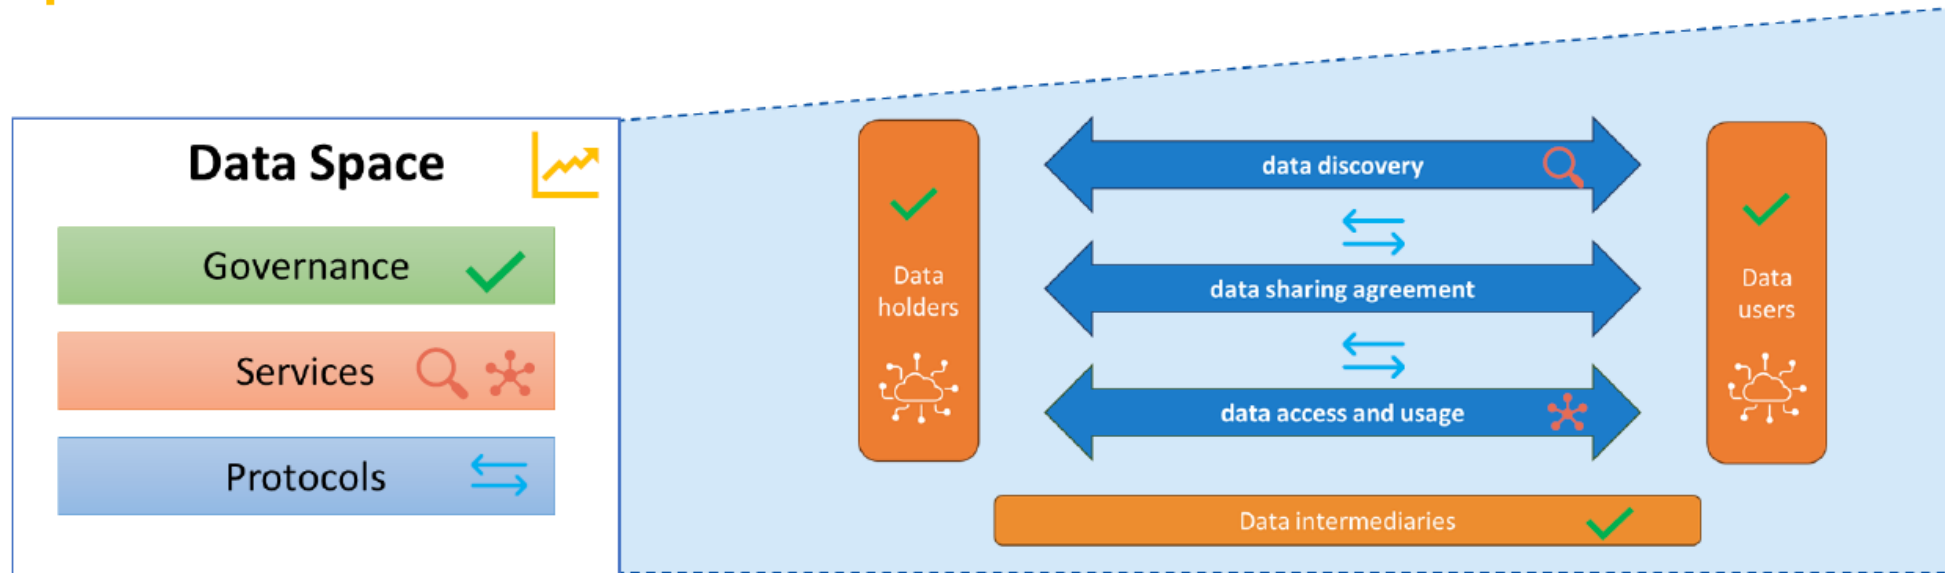 Data Space
Governance
Services
Protocols
Data
holders
data discovery
data sharing agreement
data access and usage
Data
users
Data intermediaries